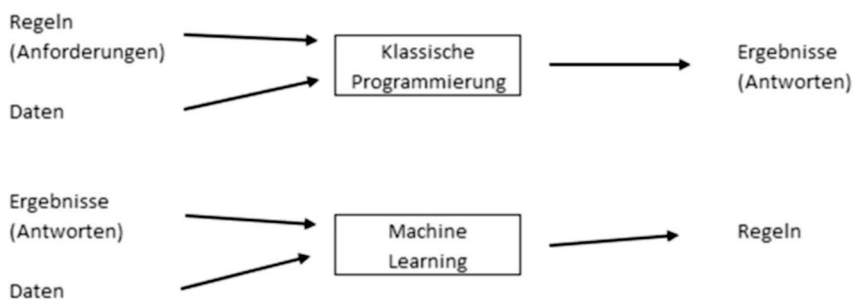 Regeln
(Anforderungen)
Daten
Klassische
Programmierung
Ergebnisse
(Antworten)
Ergebnisse
(Antworten)
Daten
Machine
Learning
Regeln